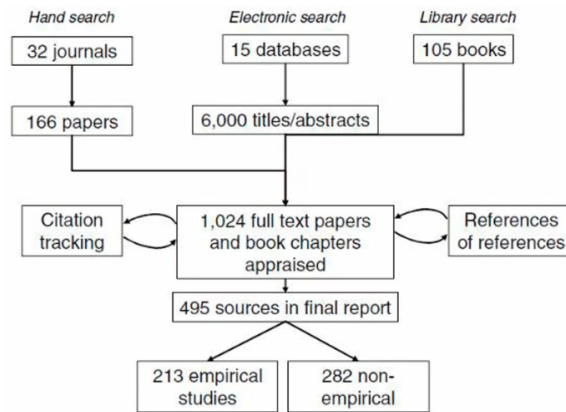 Hand search
Electronic search
Library search
32 journals
15 databases
105 books
166 papers
6,000 titles/abstracts
Citation
tracking
1,024 full text papers
and book chapters
appraised
References
of references
495 sources in final report
213 empirical
studies
282 non-
empirical